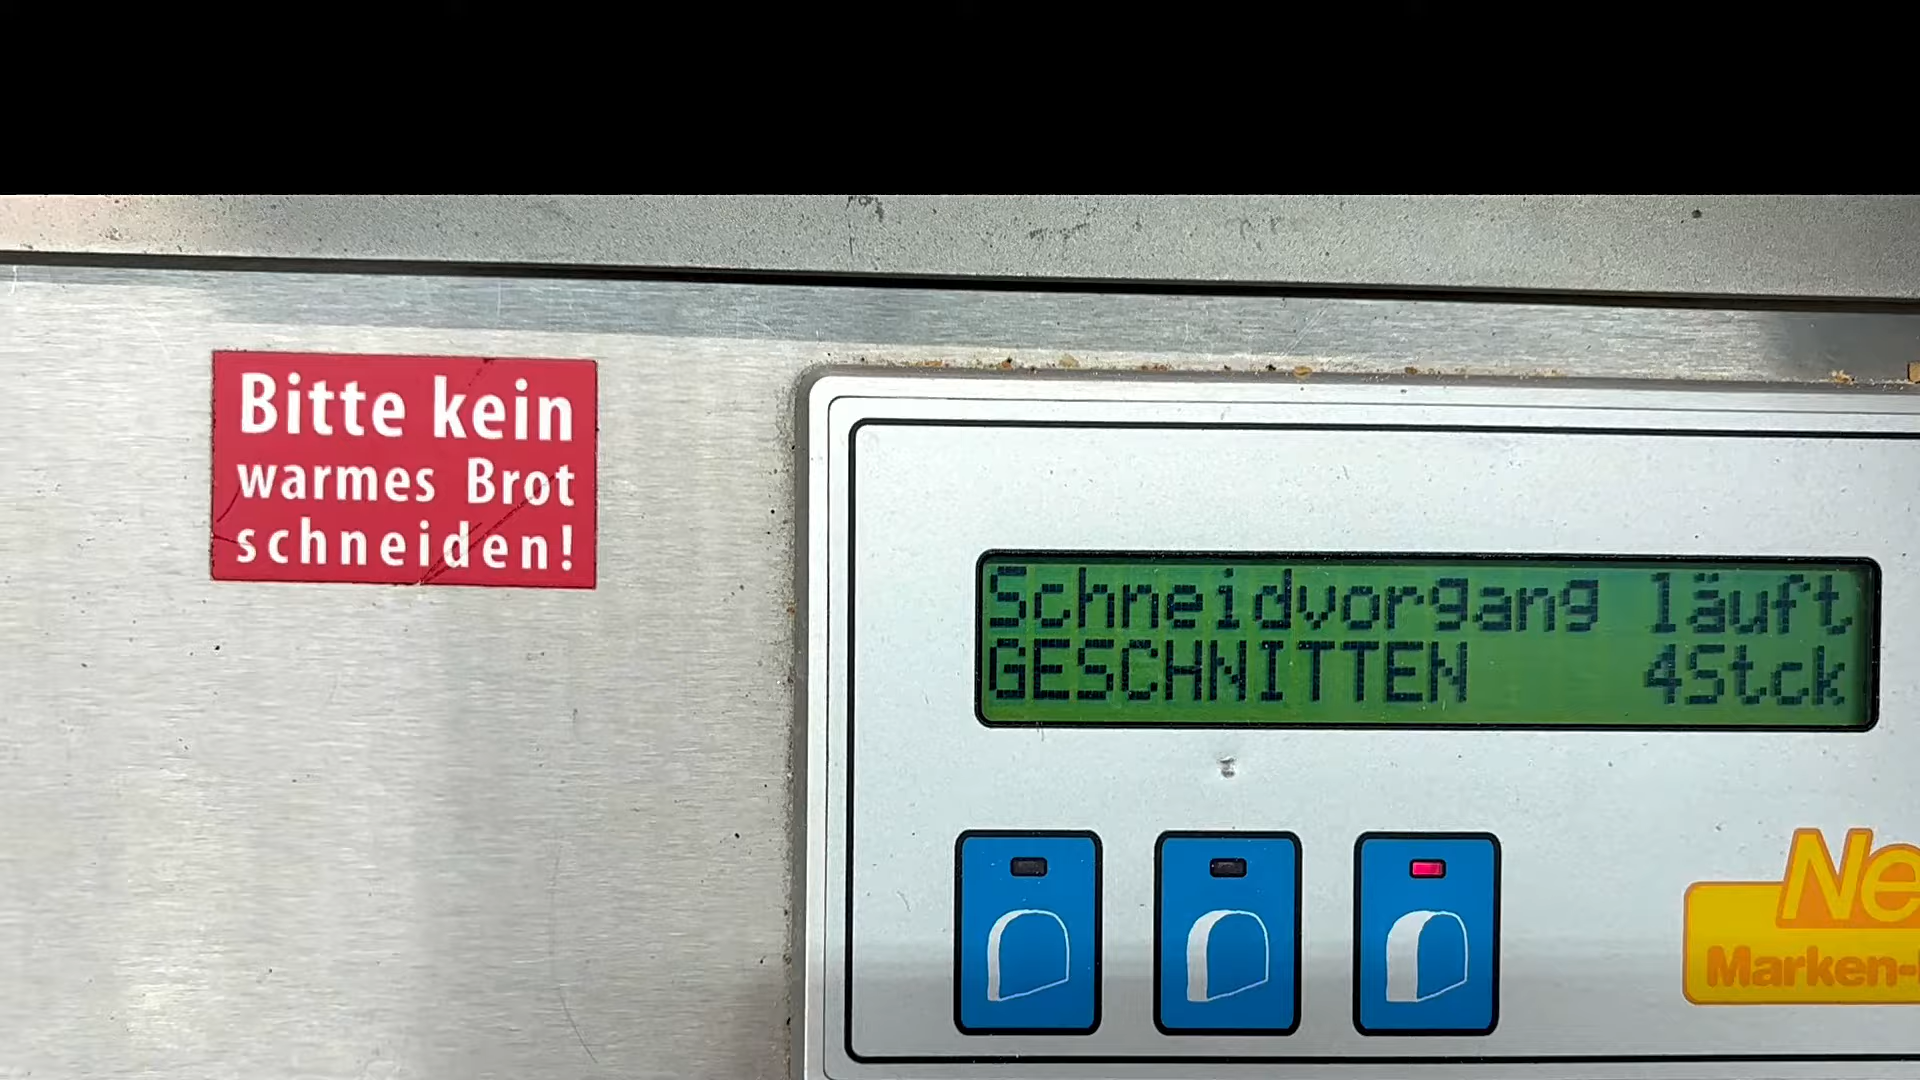 Bitte kein
warmes Brot
schneiden!
Schneidvorgang läuft
GESCHNITTEN 4Stck
Marken-